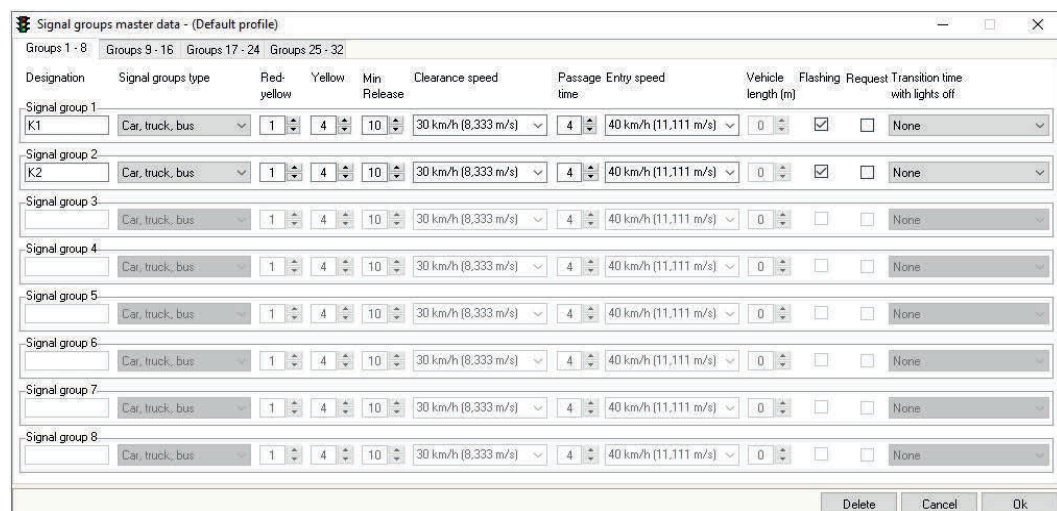 Signal groups master data - (Default profile)
Groups 1 - 8 Groups 9 - 16 Groups 17 - 24 Groups 25 - 32
Designation Signal groups type Red-yellow Yellow Min Release Clearance speed Passage time Entry speed Vehicle length (m) Flashing Request Transition time with lights off
Signal group 1
K1 Car, truck, bus 1 4 10 30 km/h (8,333 m/s) 4 40 km/h (11,111 m/s) 0 None
Signal group 2
K2 Car, truck, bus 1 4 10 30 km/h (8,333 m/s) 4 40 km/h (11,111 m/s) 0 None
Signal group 3
Car, truck, bus 1 4 10 30 km/h (8,333 m/s) 4 40 km/h (11,111 m/s) 0 None
Signal group 4
Car, truck, bus 1 4 10 30 km/h (8,333 m/s) 4 40 km/h (11,111 m/s) 0 None
Signal group 5
Car, truck, bus 1 4 10 30 km/h (8,333 m/s) 4 40 km/h (11,111 m/s) 0 None
Signal group 6
Car, truck, bus 1 4 10 30 km/h (8,333 m/s) 4 40 km/h (11,111 m/s) 0 None
Signal group 7
Car, truck, bus 1 4 10 30 km/h (8,333 m/s) 4 40 km/h (11,111 m/s) 0 None
Signal group 8
Car, truck, bus 1 4 10 30 km/h (8,333 m/s) 4 40 km/h (11,111 m/s) 0 None
Delete Cancel Ok